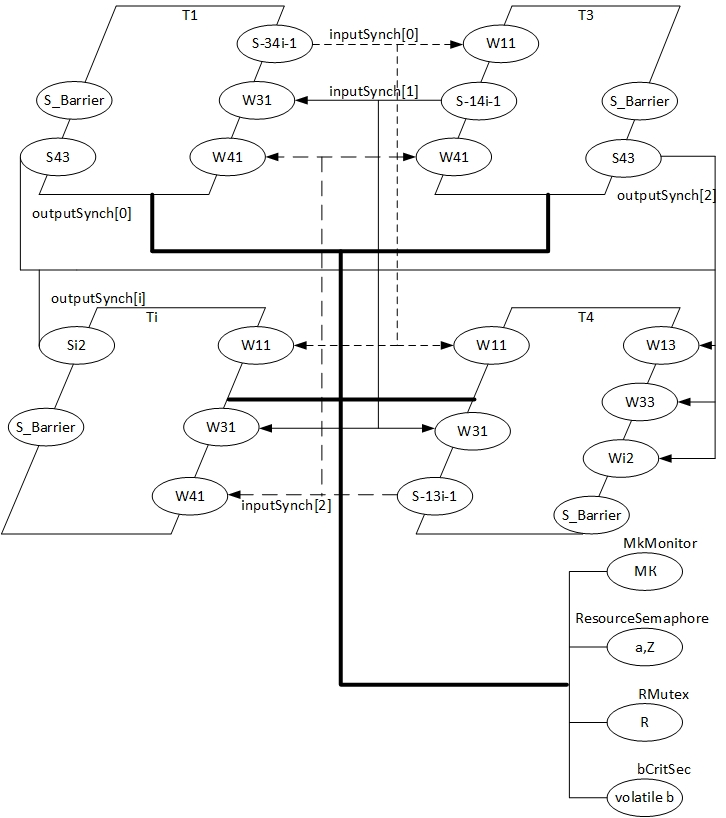 T1
T3
S-34i-1
inputSynch[0]
W11
S_Barrier
W31
inputSynch[1]
S-14i-1
S_Barrier
S43
W41
W41
S43
outputSynch[0]
outputSynch[2]
outputSynch[i]
Ti
T4
Si2
W11
W11
W13
W33
S_Barrier
W31
W31
Wi2
W41
inputSynch[2]
S-13i-1
S_Barrier
MkMonitor
MK
ResourceSemaphore
a,Z
RMutex
R
bCritSec
volatile b